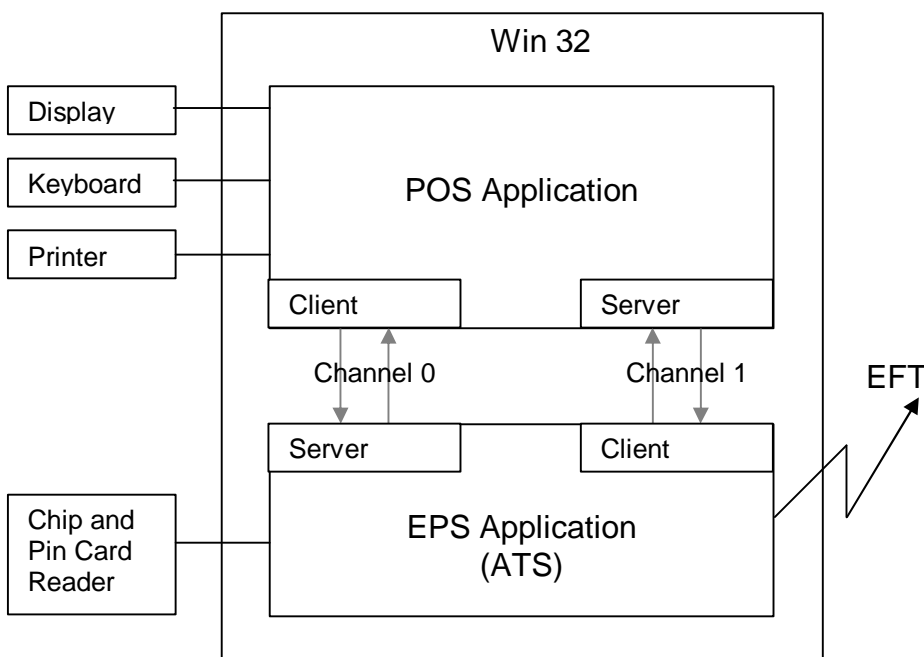 Win 32
Display
Keyboard
Printer
POS Application
Client
Server
Channel 0
Channel 1
EFT
Server
Client
Chip and
Pin Card
Reader
EPS Application
(ATS)